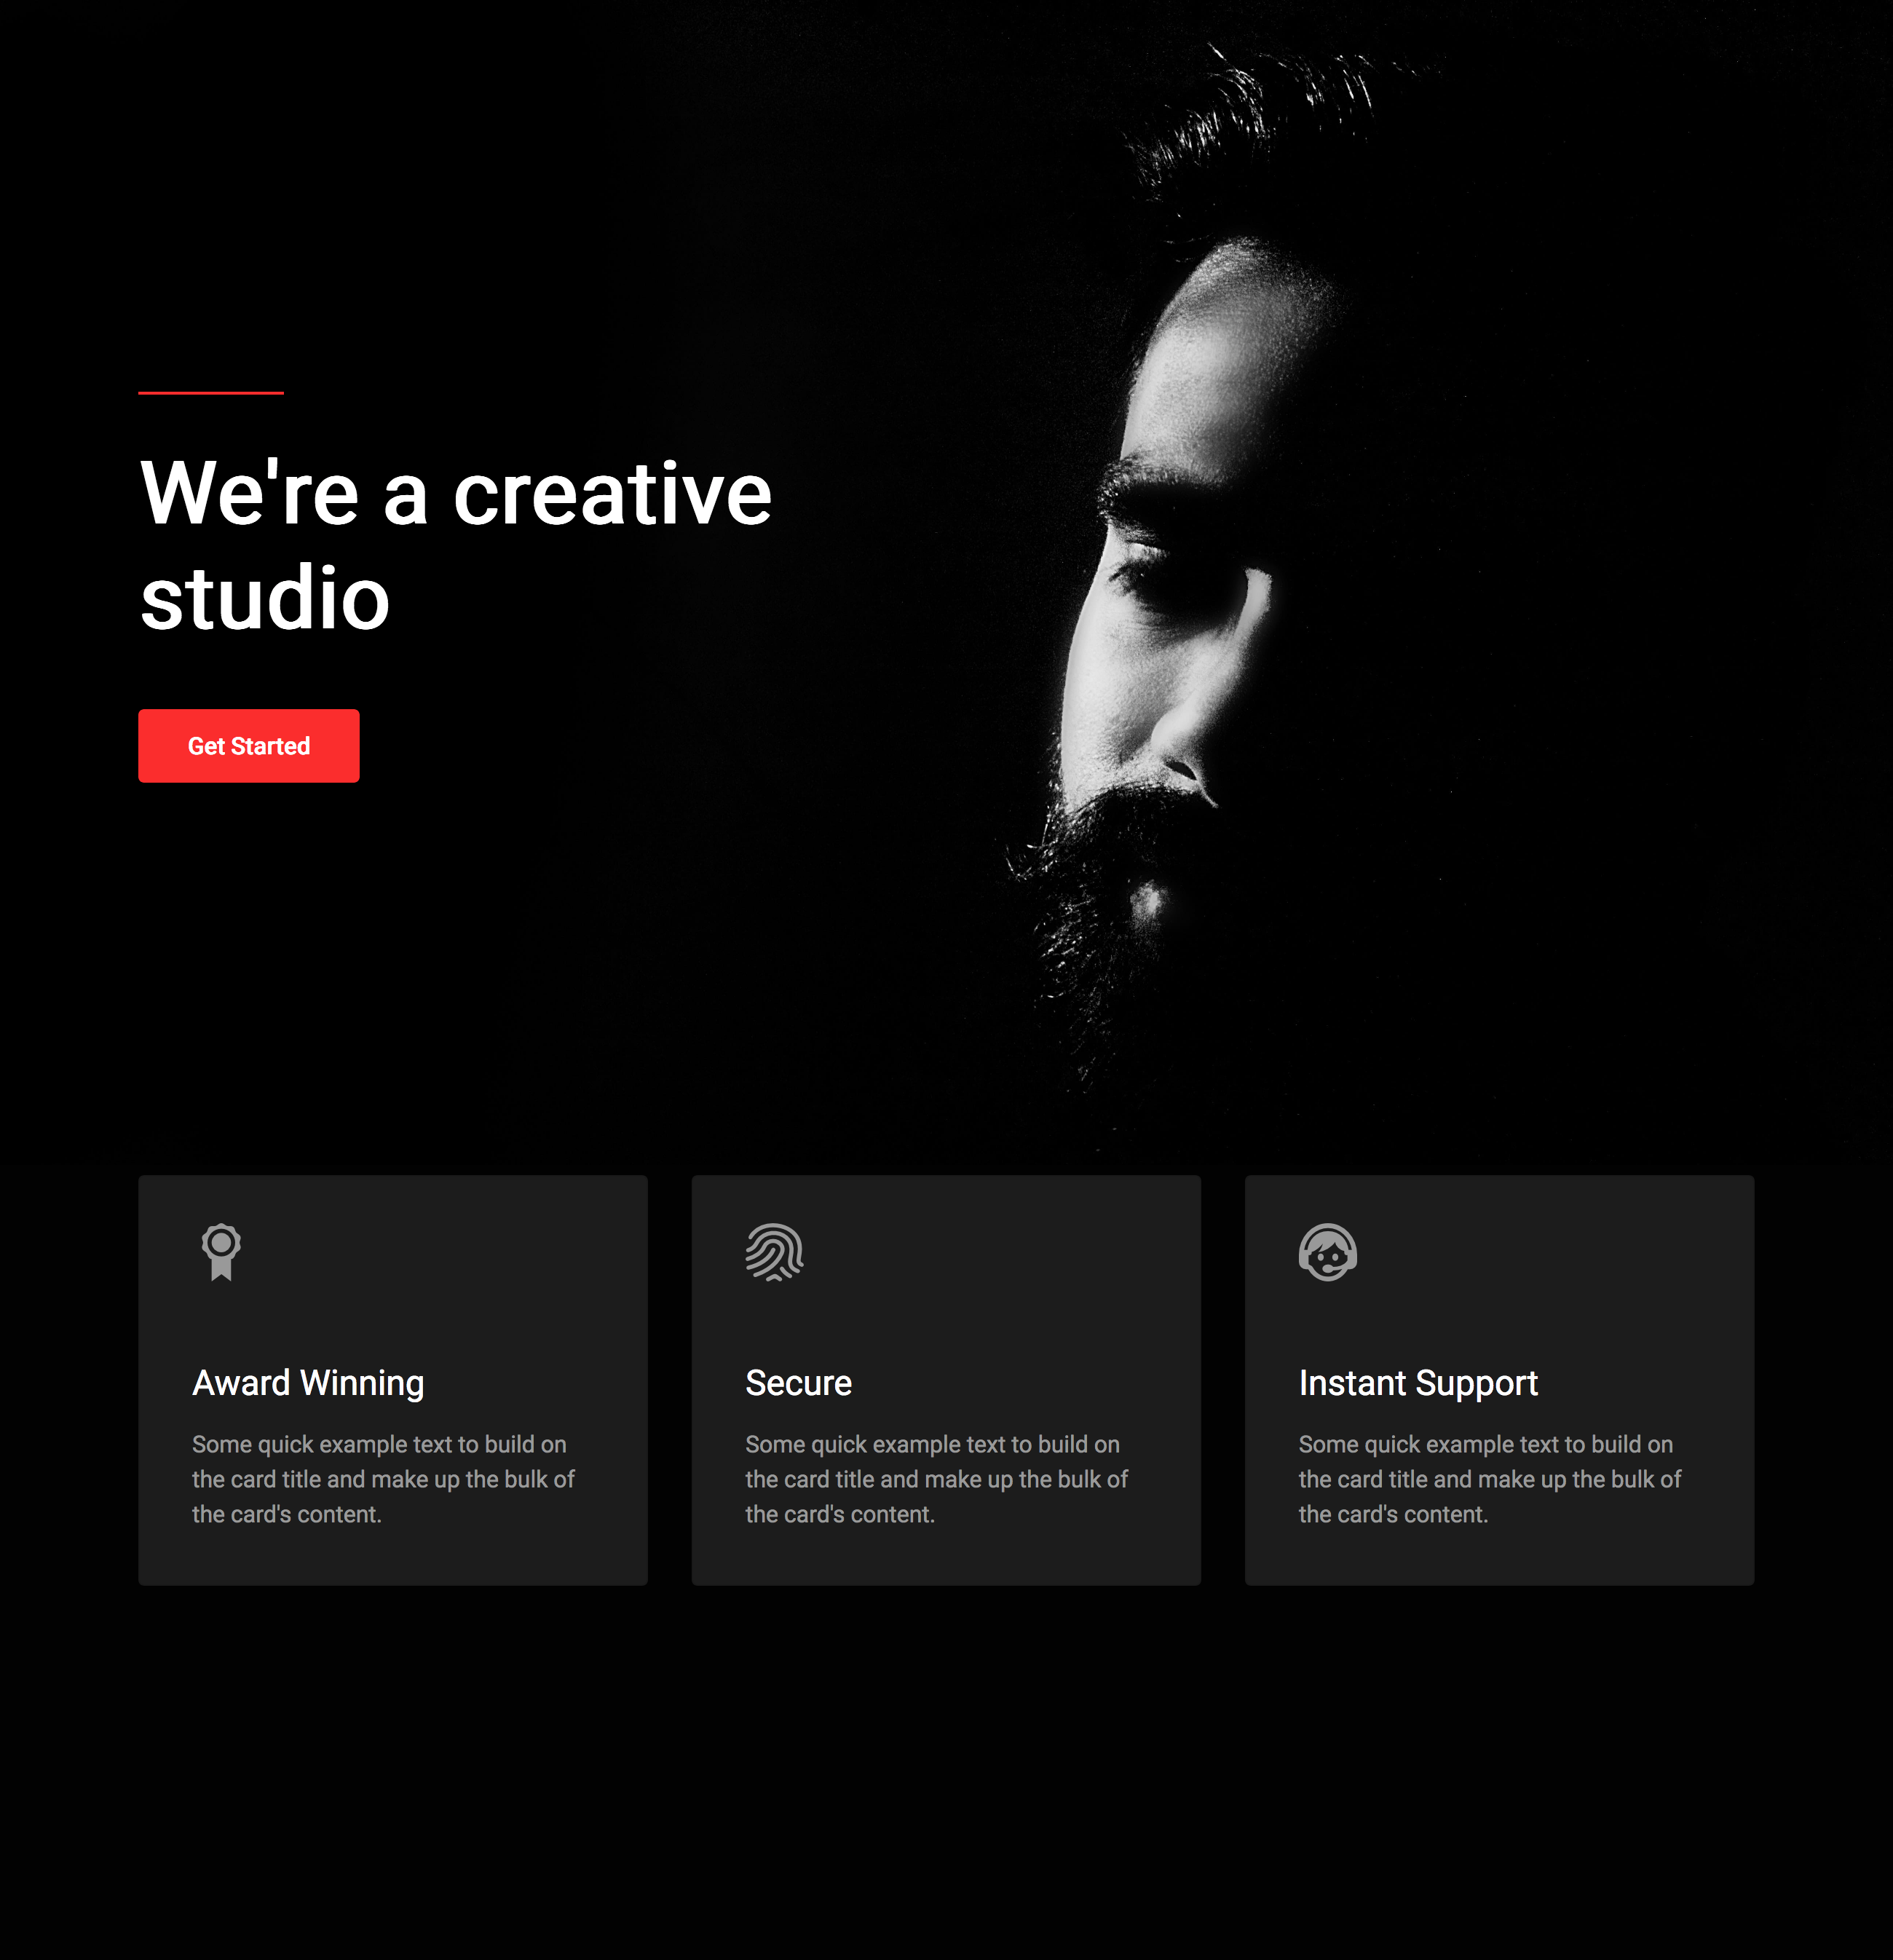 We're a creative
studio
Get Started
Award Winning
Some quick example text to build on
the card title and make up the bulk of
the card's content.
Secure
Some quick example text to build on
the card title and make up the bulk of
the card's content.
Instant Support
Some quick example text to build on
the card title and make up the bulk of
the card's content.